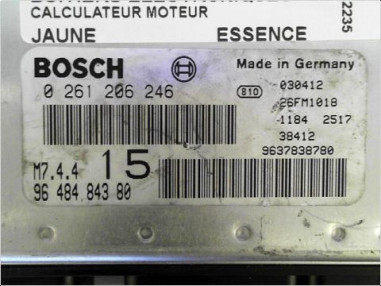 CALCULATEUR MOTEUR
JAUNE ESSENCE
2235
BOSCH Made in Germany
0 261 206 246
810 030412
26FM1018
1184 2517
38412
9637838780
M7.4.4 15
96 484 843 80